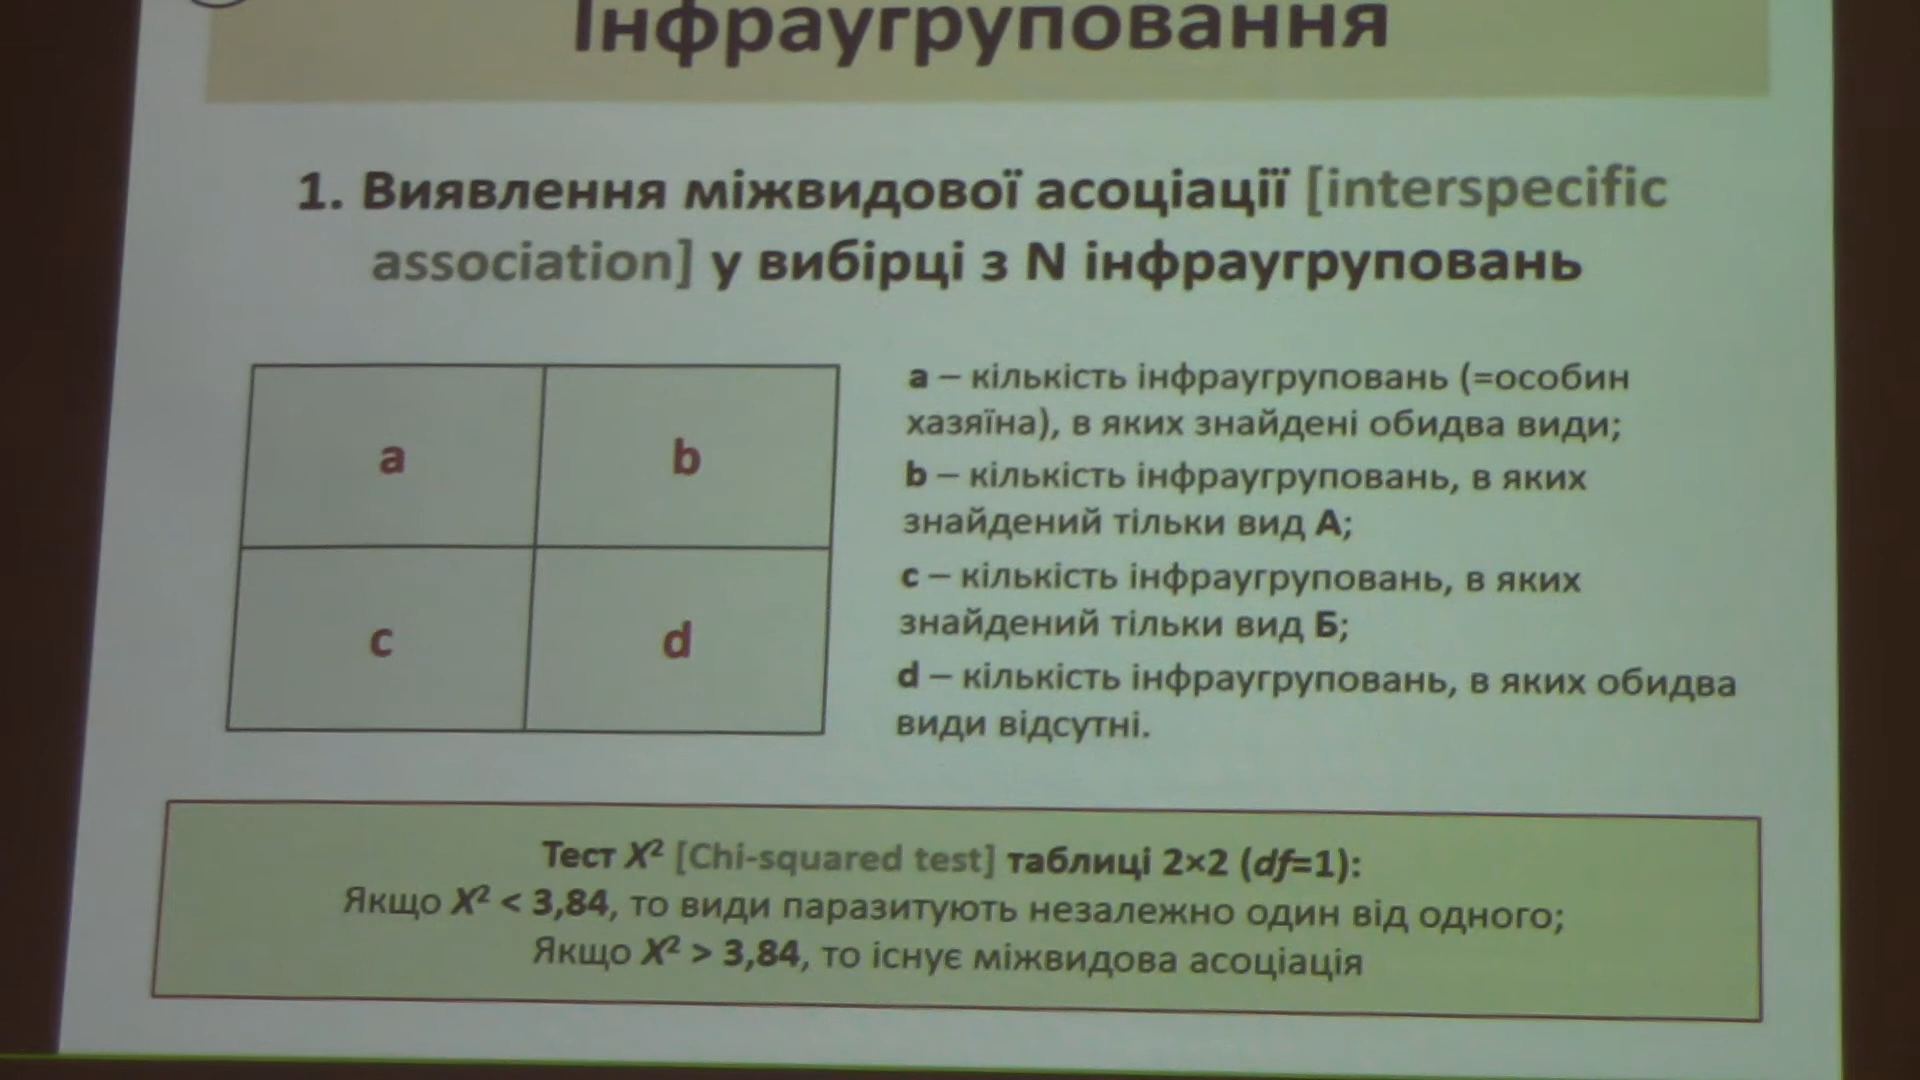 Інфраугруповання
1. Виявлення міжвидової асоціації [interspecific
association] у вибірці з N інфраугруповань
a b
c d
a – кількість інфраугруповань (=особин
хазяїна), в яких знайдені обидва види;
b – кількість інфраугруповань, в яких
знайдений тільки вид А;
c – кількість інфраугруповань, в яких
знайдений тільки вид Б;
d – кількість інфраугруповань, в яких обидва
види відсутні.
Тест X² [Chi-squared test] таблиці 2×2 (df=1):
Якщо X² < 3,84, то види паразитують незалежно один від одного;
Якщо X² > 3,84, то існує міжвидова асоціація